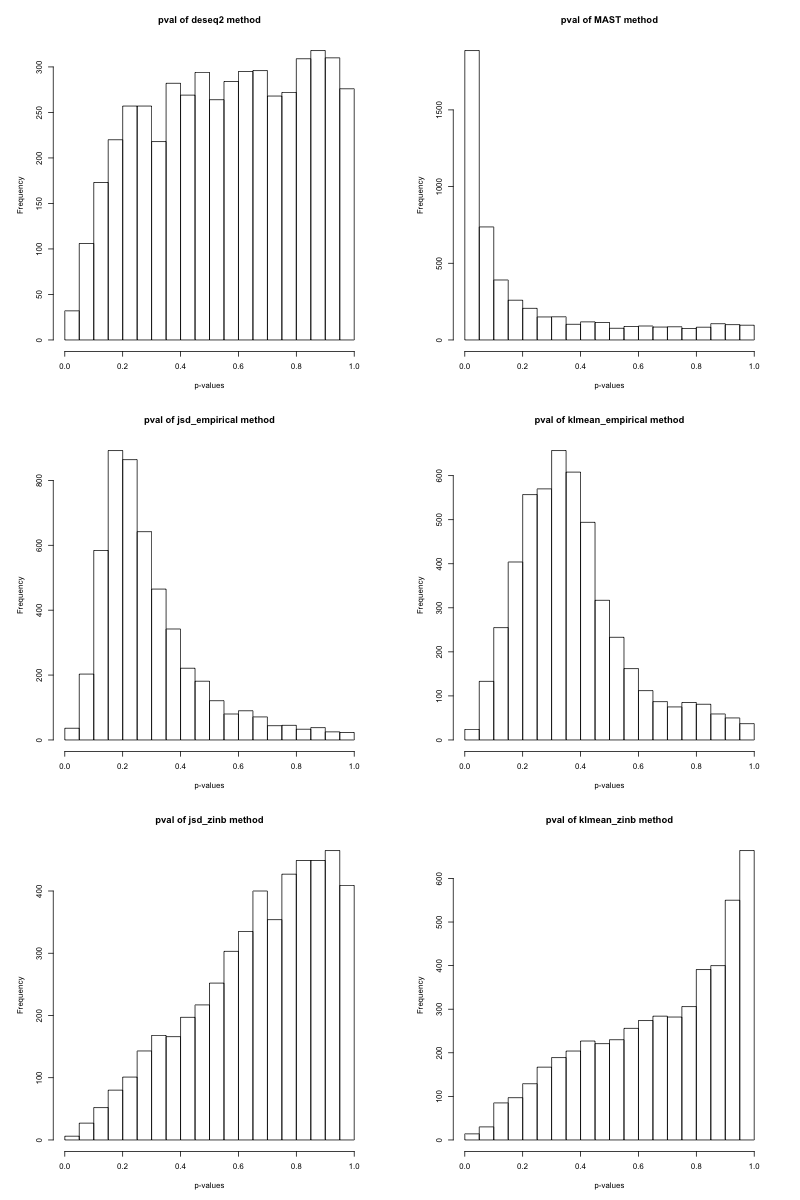 pval of deseq2 method
Frequency
0 50 100 150 200 250 300
0.0 0.2 0.4 0.6 0.8 1.0
p-values
pval of MAST method
Frequency
0 500 1000 1500
0.0 0.2 0.4 0.6 0.8 1.0
p-values
pval of jsd_empirical method
Frequency
0 200 400 600 800
0.0 0.2 0.4 0.6 0.8 1.0
p-values
pval of klmean_empirical method
Frequency
0 100 200 300 400 500 600
0.0 0.2 0.4 0.6 0.8 1.0
p-values
pval of jsd_zinb method
Frequency
0 100 200 300 400
0.0 0.2 0.4 0.6 0.8 1.0
p-values
pval of klmean_zinb method
Frequency
0 100 200 300 400 500 600
0.0 0.2 0.4 0.6 0.8 1.0
p-values